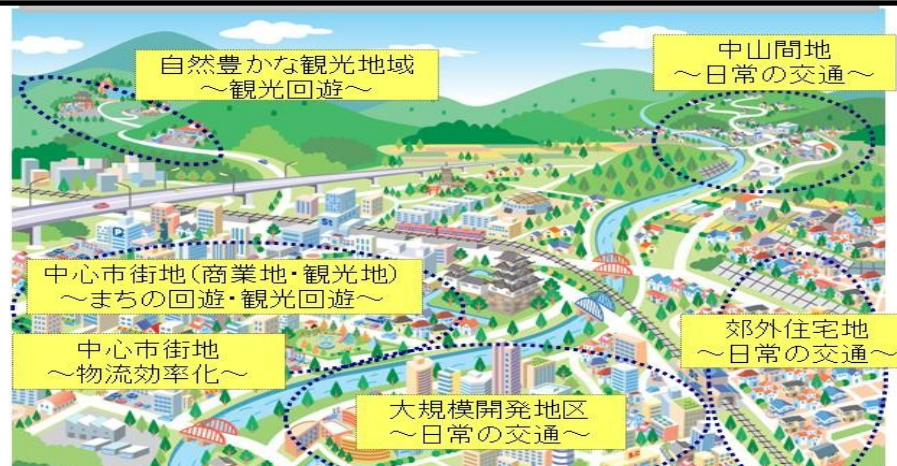 自然豊かな観光地域
～観光回遊～
中山間地
～日常の交通～
中心市街地(商業地・観光地)
～まちの回遊・観光回遊～
中心市街地
～物流効率化～
郊外住宅地
～日常の交通～
大規模開発地区
～日常の交通～
P
St